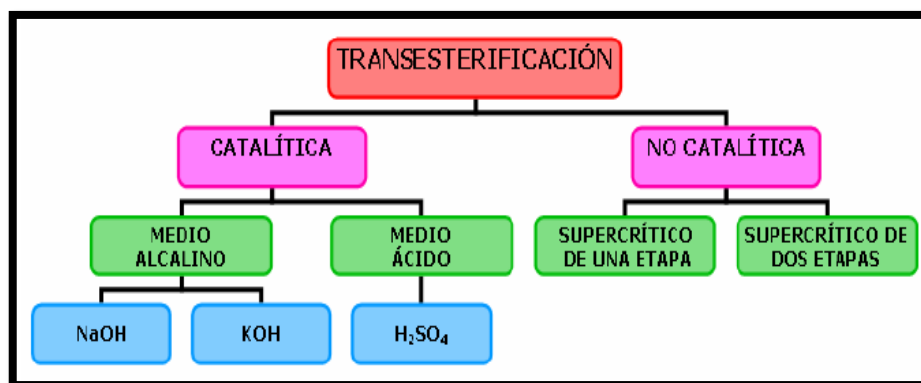 TRANSESTERIFICACIÓN
CATALÍTICA
NO CATALÍTICA
MEDIO
ALCALINO
MEDIO
ÁCIDO
SUPERCRÍTICO
DE UNA ETAPA
SUPERCRÍTICO DE
DOS ETAPAS
NaOH
KOH
H₂SO₄